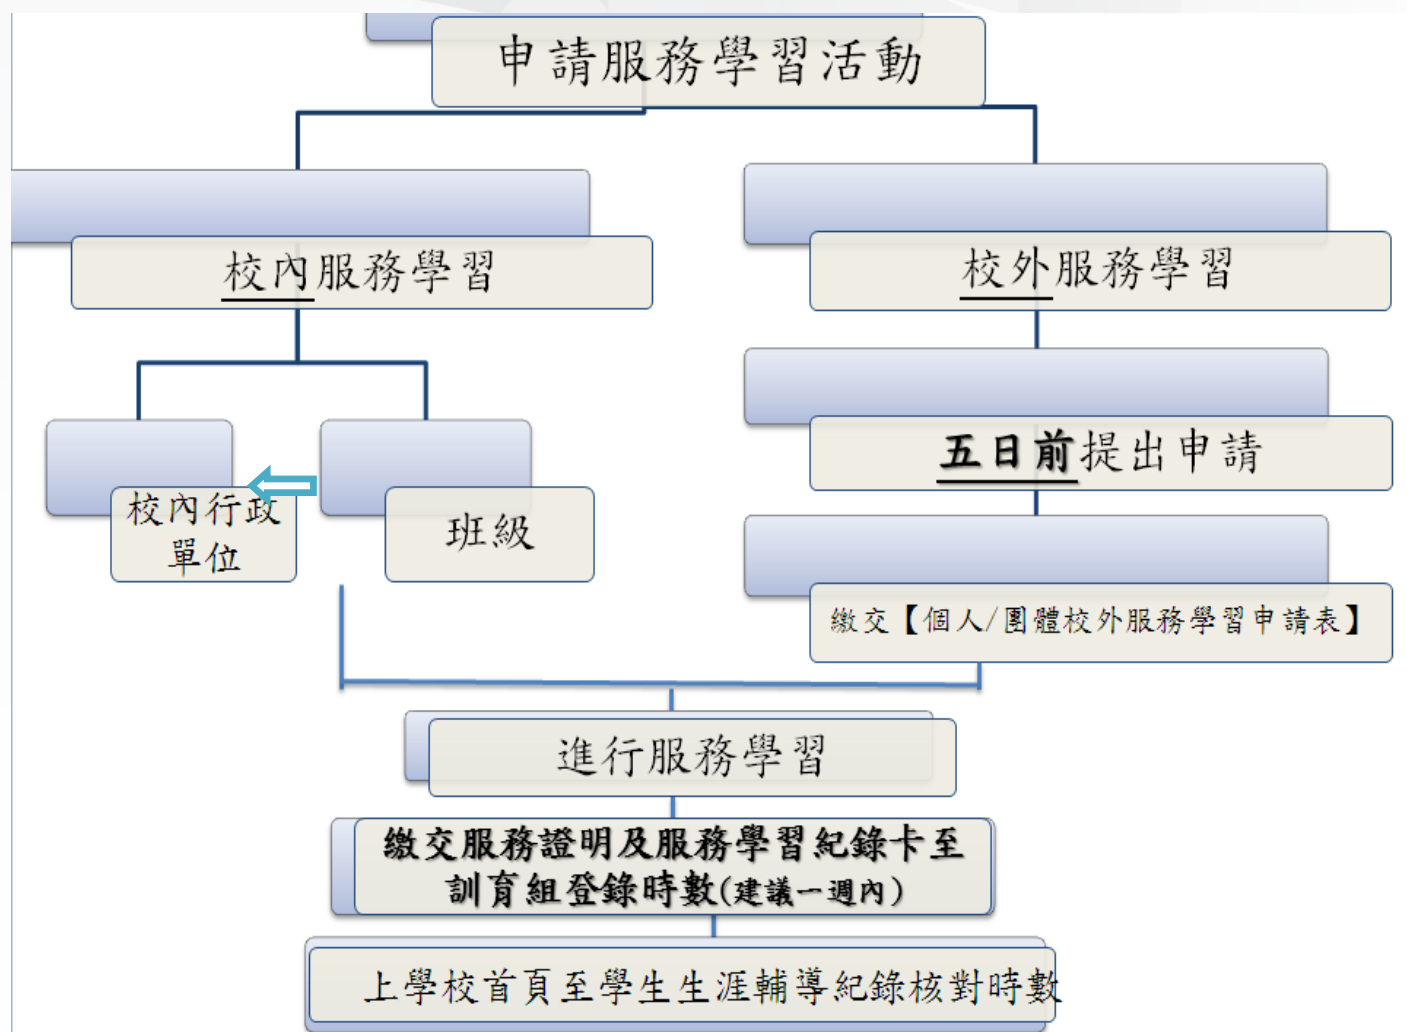 申請服務學習活動
校內服務學習
校外服務學習
五日前提出申請
校內行政
單位
班級
繳交【個人/團體校外服務學習申請表】
進行服務學習
繳交服務證明及服務學習紀錄卡至
訓育組登錄時數(建議一週內)
上學校首頁至學生生涯輔導紀錄核對時數